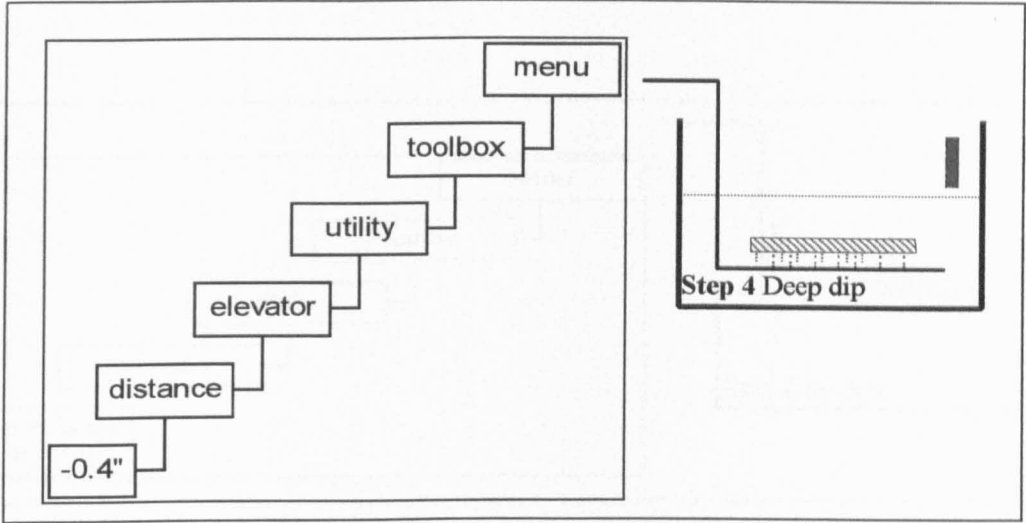 menu
toolbox
utility
elevator
distance
-0.4"
Step 4 Deep dip